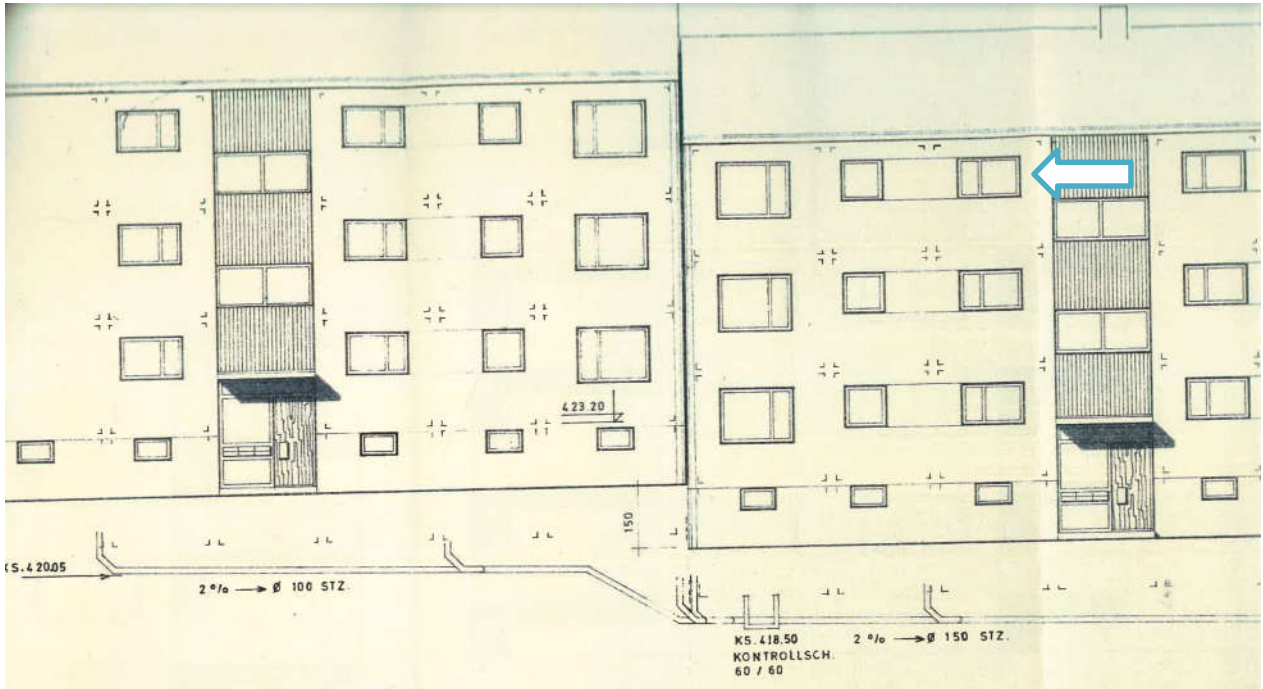 423.20
150
KS.420.05
2 % → Ø 100 STZ.
KS.418.50
KONTROLLSCH.
60 / 60
2 % → Ø 150 STZ.